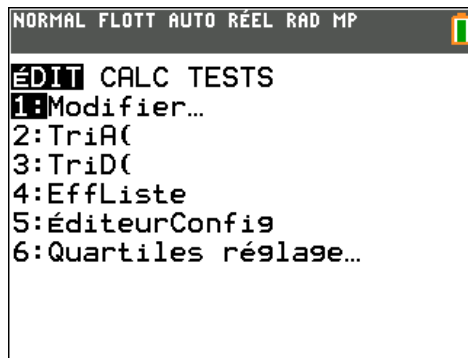 NORMAL FLOTT AUTO RÉEL RAD MP
ÉDIT CALC TESTS
1:Modifier…
2:TriA(
3:TriD(
4:EffListe
5:ÉditeurConfig
6:Quartiles réglage…